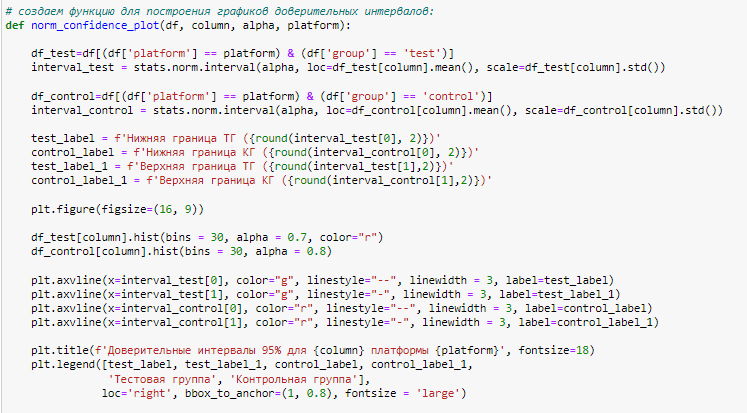 # создаем функцию для построения графиков доверительных интервалов:
def norm_confidence_plot(df, column, alpha, platform):
df_test=df[(df['platform'] == platform) & (df['group'] == 'test')]
interval_test = stats.norm.interval(alpha, loc=df_test[column].mean(), scale=df_test[column].std())
df_control=df[(df['platform'] == platform) & (df['group'] == 'control')]
interval_control = stats.norm.interval(alpha, loc=df_control[column].mean(), scale=df_control[column].std())
test_label = f'Нижняя граница ТГ ({round(interval_test[0], 2)})'
control_label = f'Нижняя граница КГ ({round(interval_control[0], 2)})'
test_label_1 = f'Верхняя граница ТГ ({round(interval_test[1],2)})'
control_label_1 = f'Верхняя граница КГ ({round(interval_control[1],2)})'
plt.figure(figsize=(16, 9))
df_test[column].hist(bins = 30, alpha = 0.7, color="r")
df_control[column].hist(bins = 30, alpha = 0.8)
plt.axvline(x=interval_test[0], color="g", linestyle="--", linewidth = 3, label=test_label)
plt.axvline(x=interval_test[1], color="g", linestyle="-", linewidth = 3, label=test_label_1)
plt.axvline(x=interval_control[0], color="r", linestyle="--", linewidth = 3, label=control_label)
plt.axvline(x=interval_control[1], color="r", linestyle="-", linewidth = 3, label=control_label_1)
plt.title(f'Доверительные интервалы 95% для {column} платформы {platform}', fontsize=18)
plt.legend([test_label, test_label_1, control_label, control_label_1,
'Тестовая группа', 'Контрольная группа'],
loc='right', bbox_to_anchor=(1, 0.8), fontsize = 'large')